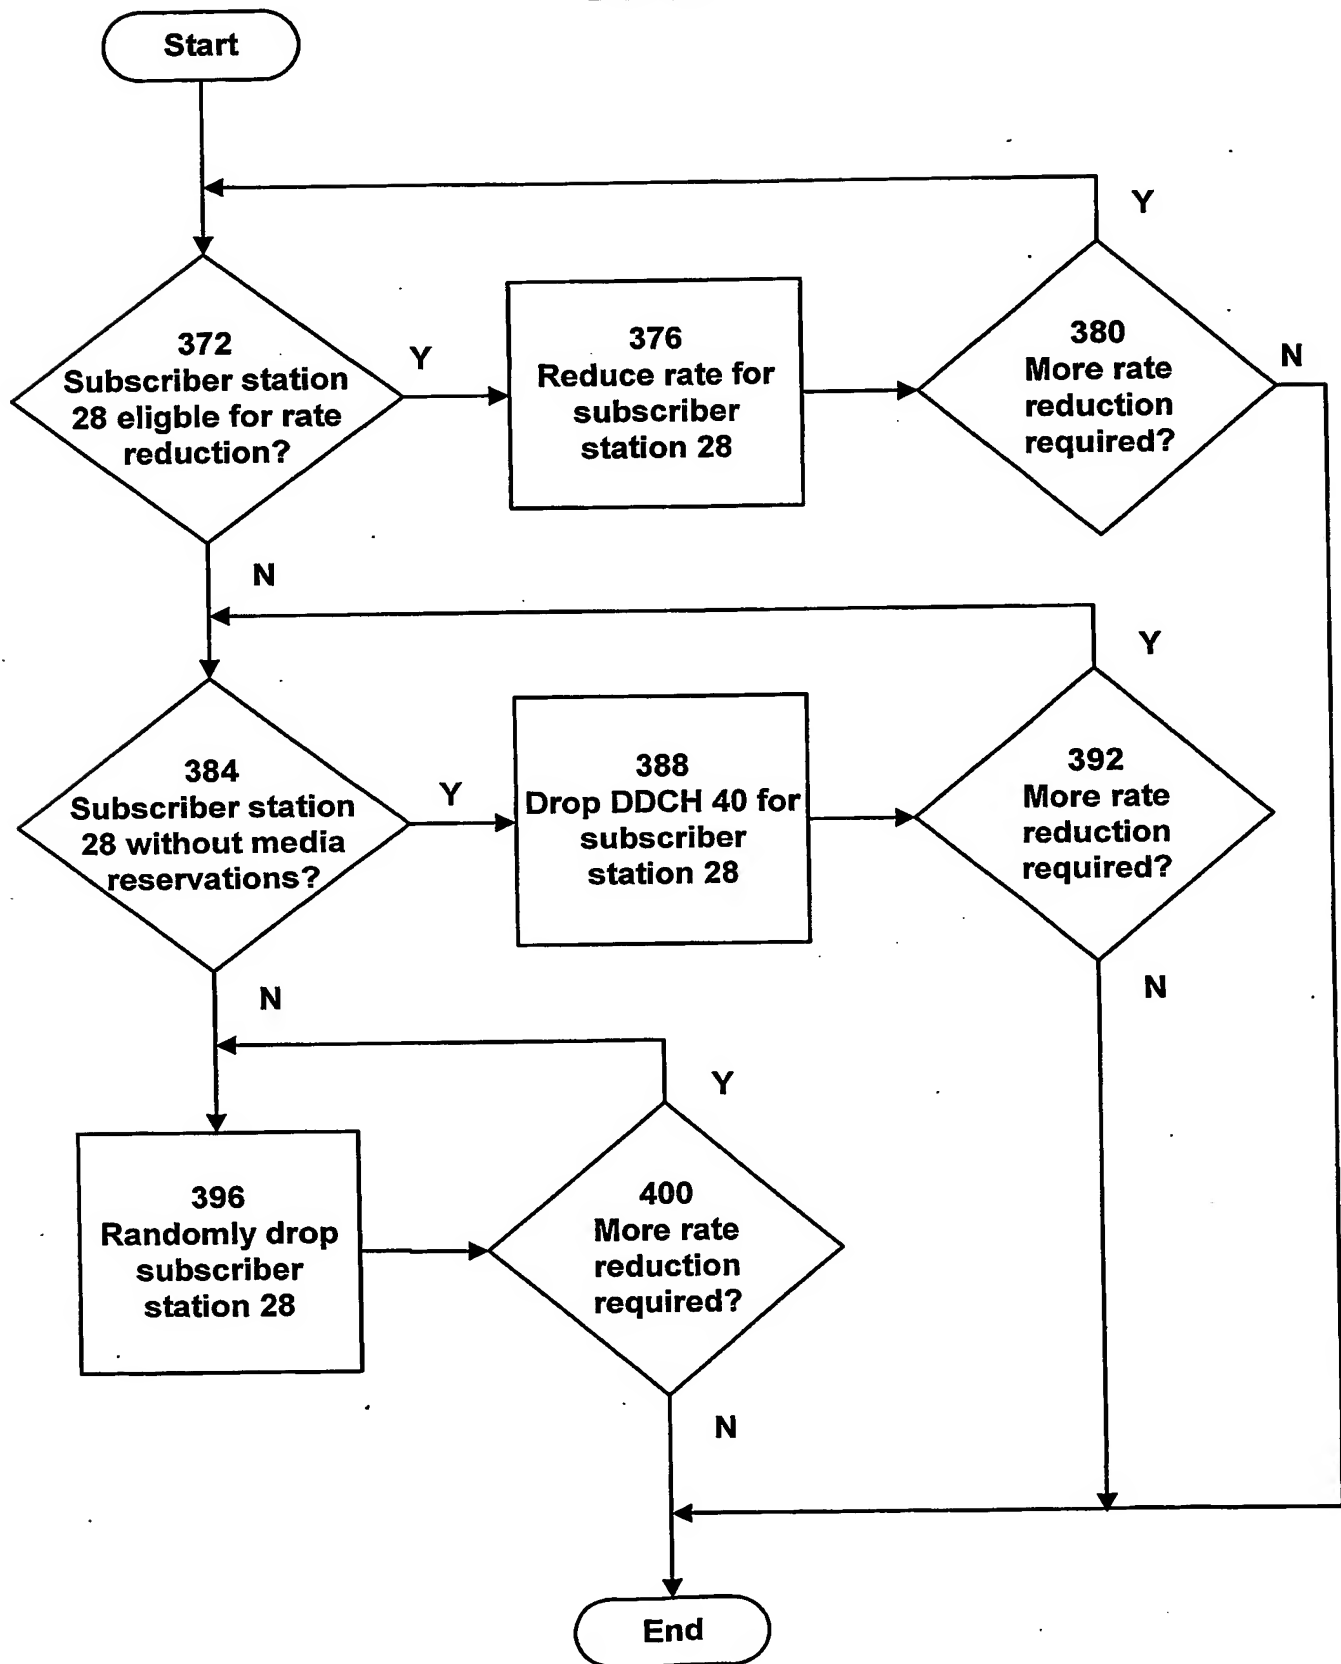 Start
Y
372
Subscriber station
28 eligble for rate
reduction?
Y
376
Reduce rate for
subscriber
station 28
380
More rate
reduction
required?
N
N
Y
384
Subscriber station
28 without media
reservations?
Y
388
Drop DDCH 40 for
subscriber
station 28
392
More rate
reduction
required?
N
N
Y
396
Randomly drop
subscriber
station 28
400
More rate
reduction
required?
N
End